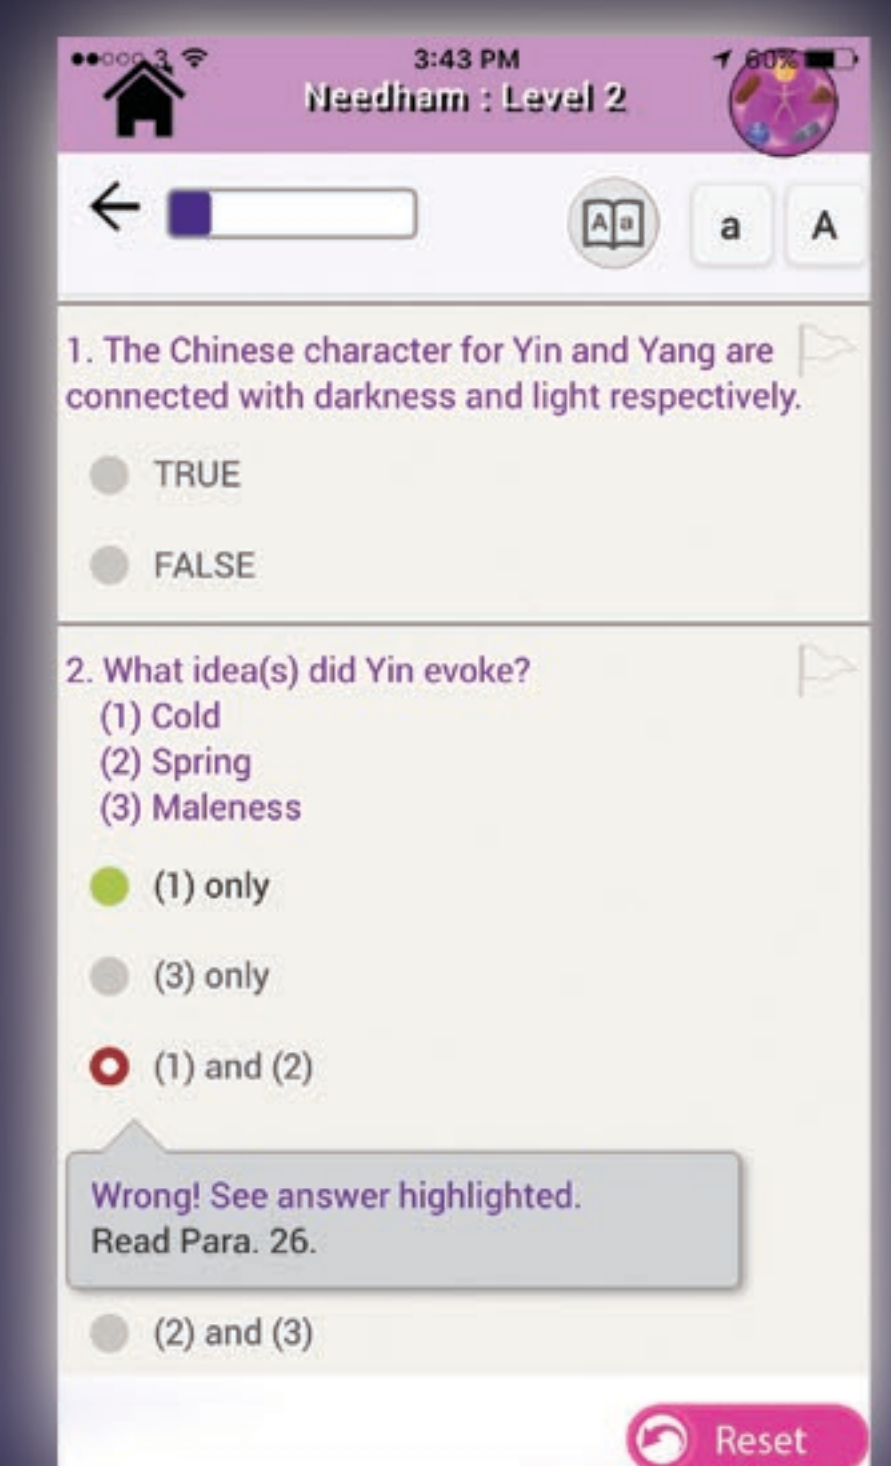 3
3:43 PM
60%
Needham : Level 2
A a
a
A
1. The Chinese character for Yin and Yang are
connected with darkness and light respectively.
TRUE
FALSE
2. What idea(s) did Yin evoke?
(1) Cold
(2) Spring
(3) Maleness
(1) only
(3) only
(1) and (2)
Wrong! See answer highlighted.
Read Para. 26.
(2) and (3)
Reset